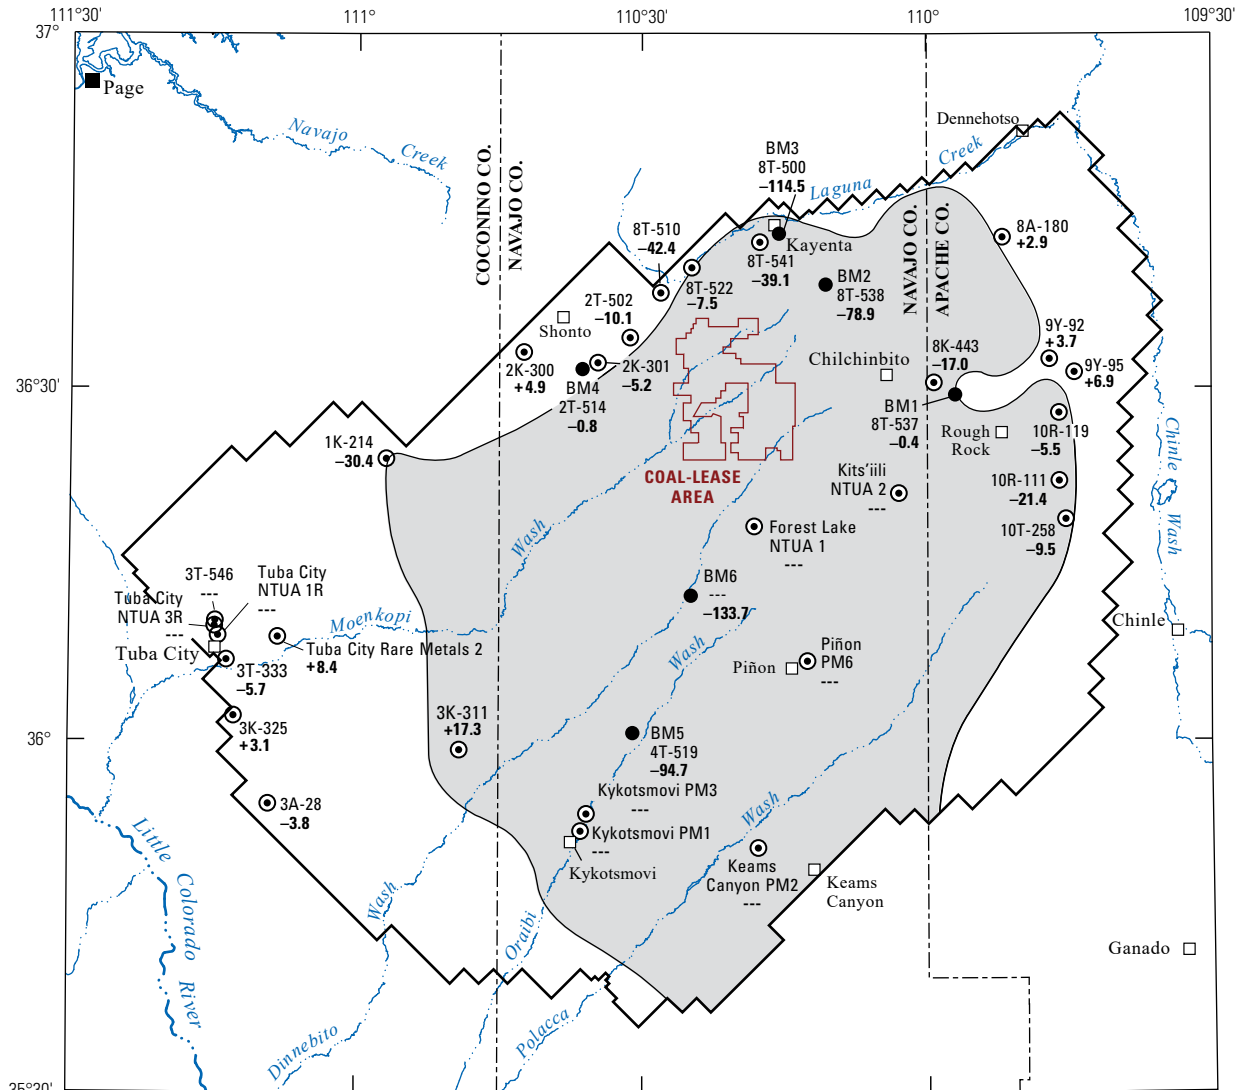 111°30'
111°
110°30'
110°
109°30'
37°
Page
Navajo
Creek
COCONINO CO.
NAVAJO CO.
Dennehotso
Creek
Laguna
BM3
8T-500
–114.5
Kayenta
8T-541
–39.1
8T-510
–42.4
8T-522
–7.5
BM2
8T-538
–78.9
NAVAJO CO.
APACHE CO.
8A-180
+2.9
2T-502
–10.1
Shonto
2K-300
+4.9
2K-301
–5.2
BM4
2T-514
–0.8
36°30'
Chilchinbito
8K-443
–17.0
9Y-92
+3.7
9Y-95
+6.9
BM1
8T-537
–0.4
Rough
Rock
10R-119
–5.5
10R-111
–21.4
10T-258
–9.5
1K-214
–30.4
COAL-LEASE
AREA
Kits'iili
NTUA 2
---
Forest Lake
NTUA 1
---
Wash
Chinle Wash
BM6
---
–133.7
3T-546
---
Tuba City
NTUA 1R
---
Tuba City
NTUA 3R
---
Tuba City
Moenkopi
Tuba City Rare Metals 2
+8.4
3T-333
–5.7
3K-325
+3.1
Wash
Piñon
Piñon
PM6
---
Chinle
36°
3K-311
+17.3
BM5
4T-519
–94.7
3A-28
–3.8
Kykotsmovi PM3
---
Kykotsmovi PM1
---
Kykotsmovi
Wash
Keams
Canyon PM2
---
Keams
Canyon
Little Colorado River
Wash
Oraibi
Polacca
Dinnebito
Ganado
25°30'